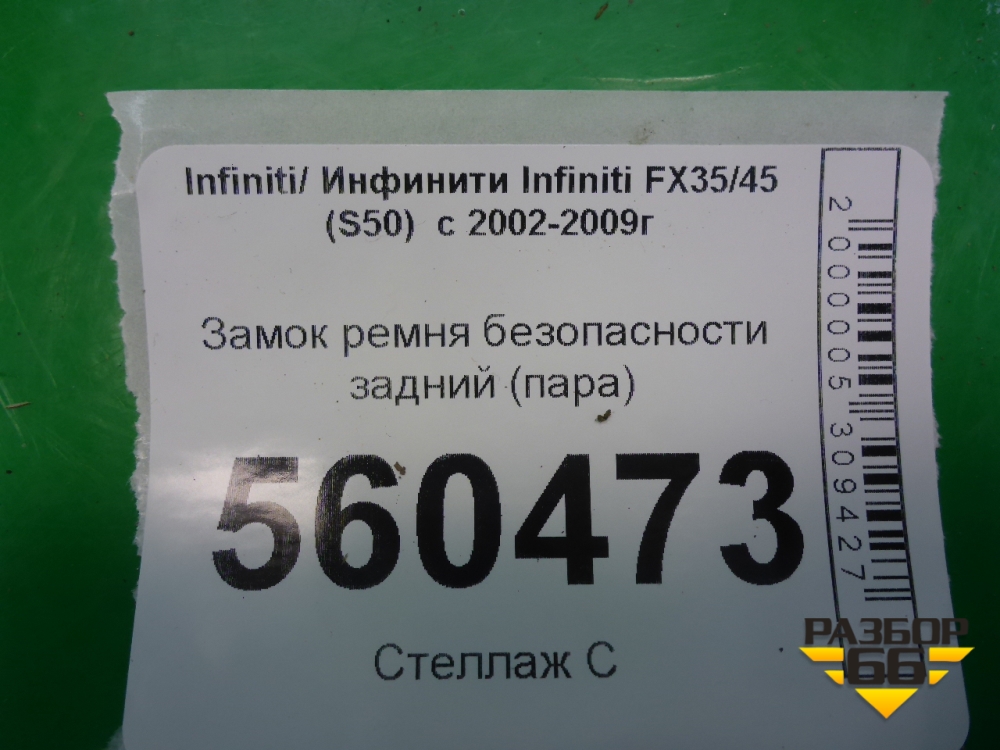 Infiniti/ Инфинити Infiniti FX35/45
(S50) с 2002-2009г
Замок ремня безопасности
задний (пара)
560473
Стеллаж С
2000005309427
РАЗБОР
66